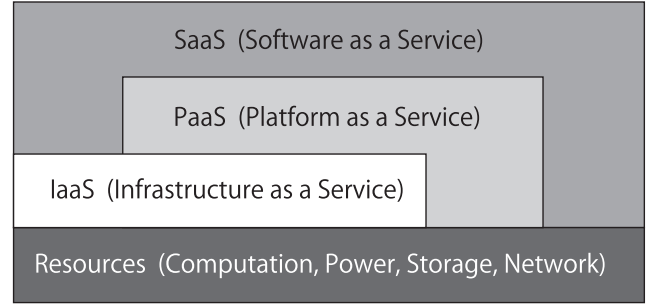 SaaS (Software as a Service)
PaaS (Platform as a Service)
IaaS (Infrastructure as a Service)
Resources (Computation, Power, Storage, Network)